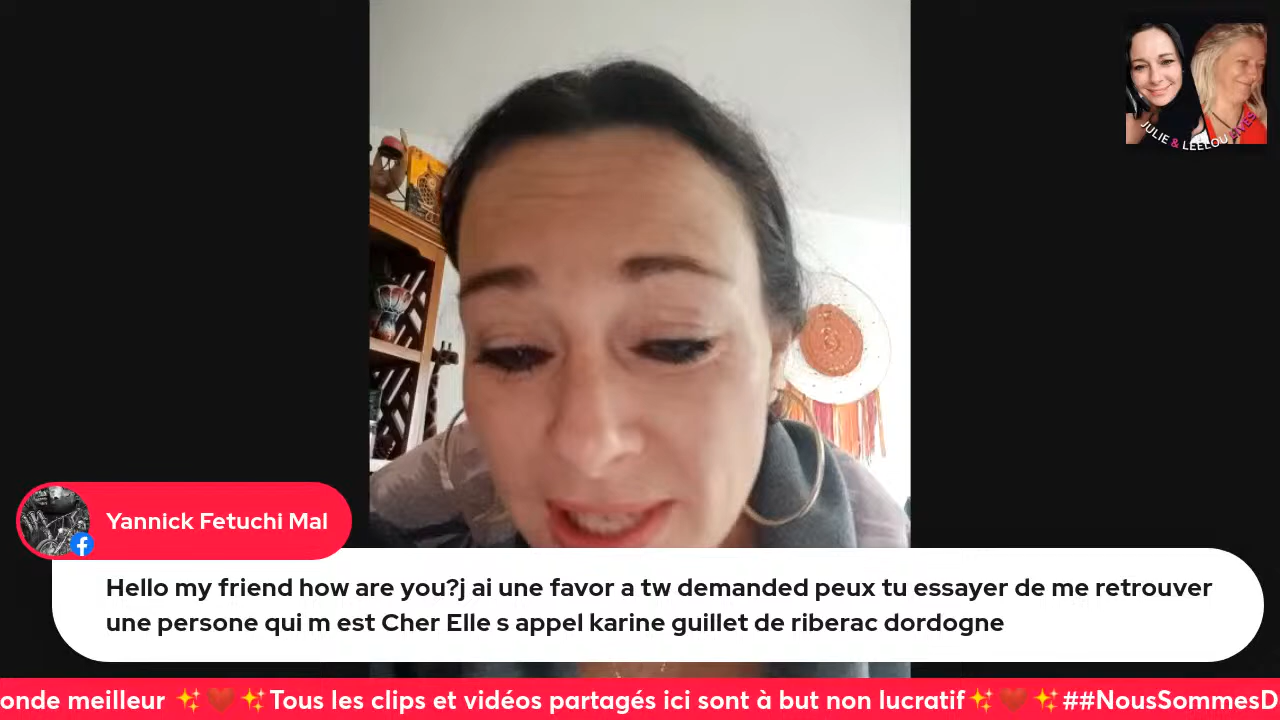 JULIE & LEELOU LIVES
Yannick Fetuchi Mal
Hello my friend how are you?j ai une favor a tw demanded peux tu essayer de me retrouver
une persone qui m est Cher Elle s appel karine guillet de riberac dordogne
onde meilleur ✨❤️✨Tous les clips et vidéos partagés ici sont à but non lucratif✨❤️✨##NousSommesD